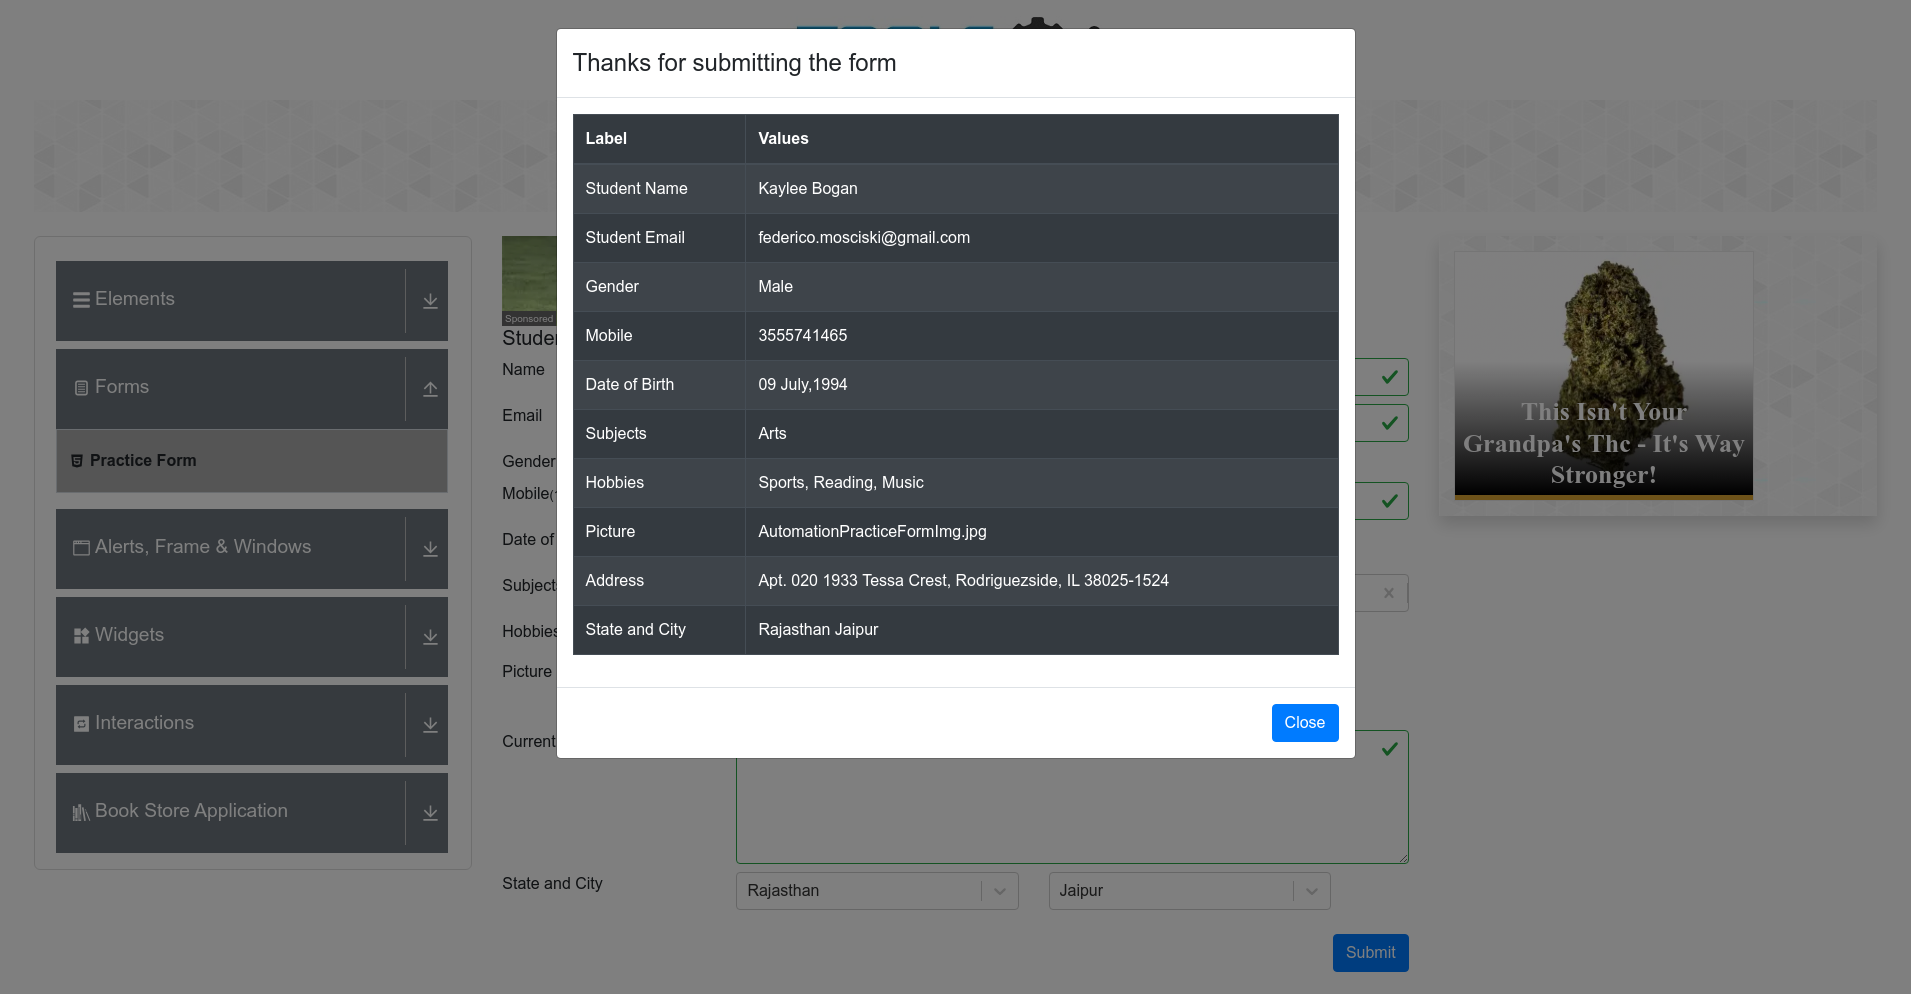 Thanks for submitting the form
Label Values
Student Name Kaylee Bogan
Student Email federico.mosciski@gmail.com
Gender Male
Mobile 3555741465
Date of Birth 09 July,1994
Subjects Arts
Hobbies Sports, Reading, Music
Picture AutomationPracticeFormImg.jpg
Address Apt. 020 1933 Tessa Crest, Rodriguezside, IL 38025-1524
State and City Rajasthan Jaipur
Close
Elements
Forms
Practice Form
Alerts, Frame & Windows
Widgets
Interactions
Book Store Application
Sponsored
Name
Email
Gender
Mobile
Date of
Hobbies
Picture
Current
State and City Rajasthan Jaipur
Submit
This Isn't Your
Grandpa's Thc - It's Way
Stronger!